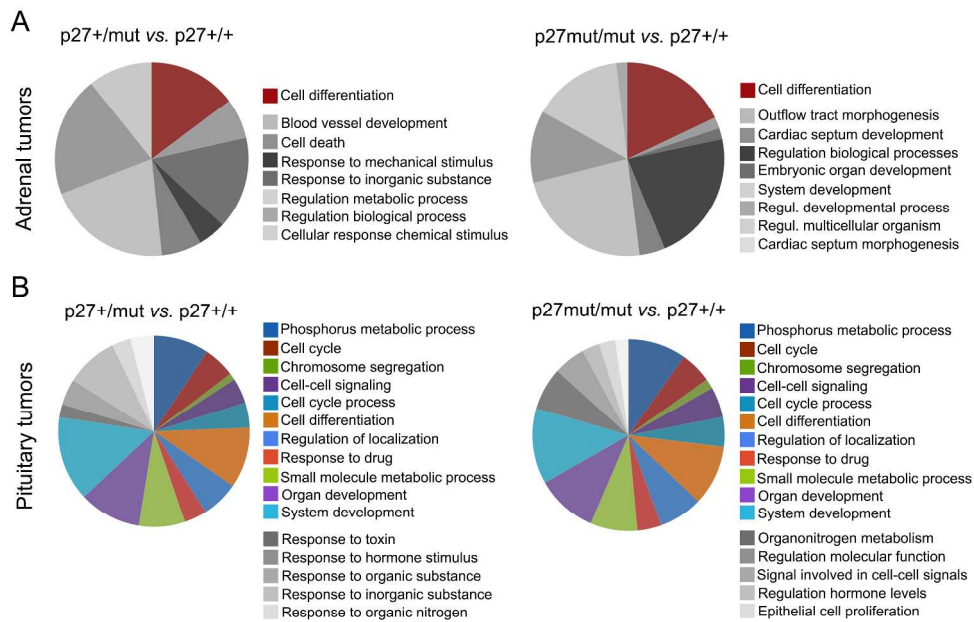 A
p27+/mut vs. p27+/+
p27mut/mut vs. p27+/+
Adrenal tumors
Cell differentiation
Blood vessel development
Cell death
Response to mechanical stimulus
Response to inorganic substance
Regulation metabolic process
Regulation biological process
Cellular response chemical stimulus
Cell differentiation
Outflow tract morphogenesis
Cardiac septum development
Regulation biological processes
Embryonic organ development
System development
Regul. developmental process
Regul. multicellular organism
Cardiac septum morphogenesis
B
p27+/mut vs. p27+/+
p27mut/mut vs. p27+/+
Pituitary tumors
Phosphorus metabolic process
Cell cycle
Chromosome segregation
Cell-cell signaling
Cell cycle process
Cell differentiation
Regulation of localization
Response to drug
Small molecule metabolic process
Organ development
System development
Response to toxin
Response to hormone stimulus
Response to organic substance
Response to inorganic substance
Response to organic nitrogen
Phosphorus metabolic process
Cell cycle
Chromosome segregation
Cell-cell signaling
Cell cycle process
Cell differentiation
Regulation of localization
Response to drug
Small molecule metabolic process
Organ development
System development
Organonitrogen metabolism
Regulation molecular function
Signal involved in cell-cell signals
Regulation hormone levels
Epithelial cell proliferation